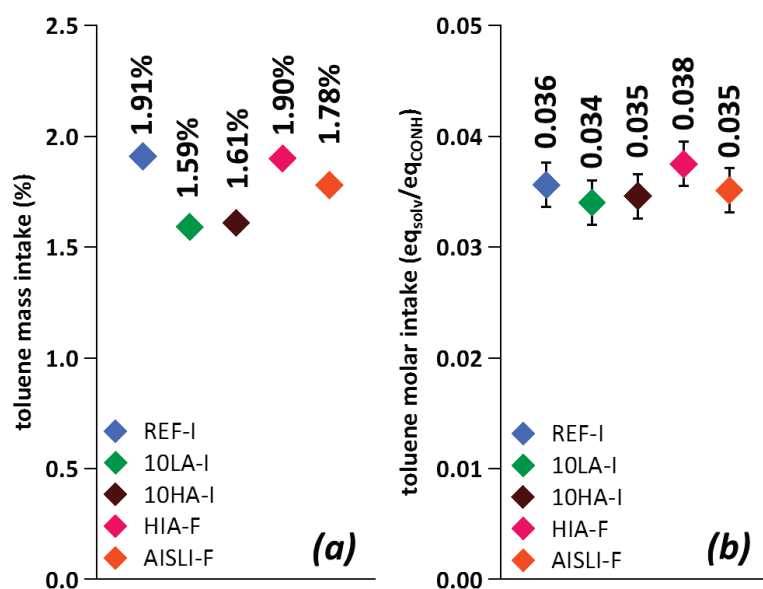 toluene mass intake (%)
2.5
2.0
1.5
1.0
0.5
0.0
1.91%
1.59%
1.61%
1.90%
1.78%
REF-I
10LA-I
10HA-I
HIA-F
AISLI-F
(a)
toluene molar intake (eqsolv/eqCONH)
0.05
0.04
0.03
0.02
0.01
0.00
0.036
0.034
0.035
0.038
0.035
REF-I
10LA-I
10HA-I
HIA-F
AISLI-F
(b)